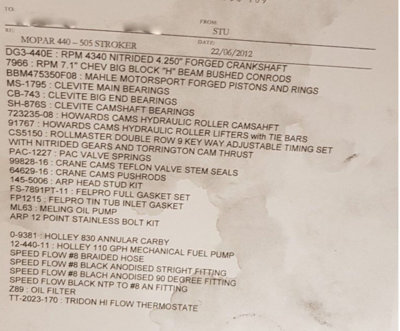 TO:
FROM:
STU
RE:
DATE:
MOPAR 440 – 505 STROKER
22/06/2012
DG3-440E : RPM 4340 NITRIDED 4.250" FORGED CRANKSHAFT
7966 : RPM 7.1" CHEV BIG BLOCK "H" BEAM BUSHED CONRODS
BBM475350F08 : MAHLE MOTORSPORT FORGED PISTONS AND RINGS
MS-1795 : CLEVITE MAIN BEARINGS
CB-743 : CLEVITE BIG END BEARINGS
SH-876S : CLEVITE CAMSHAFT BEARINGS
723235-08 : HOWARDS CAMS HYDRAULIC ROLLER CAMSAHFT
91767 : HOWARDS CAMS HYDRAULIC ROLLER LIFTERS with TIE BARS
CS5150 : ROLLMASTER DOUBLE ROW 9 KEY WAY ADJUSTABLE TIMING SET
WITH NITRIDED GEARS AND TORRINGTON CAM THRUST
PAC-1227 : PAC VALVE SPRINGS
99828-16 : CRANE CAMS TEFLON VALVE STEM SEALS
64629-16 : CRANE CAMS PUSHRODS
145-5006 : ARP HEAD STUD KIT
FS-7891PT-11 : FELPRO FULL GASKET SET
FP1215 : FELPRO TIN TUB INLET GASKET
ML63 : MELING OIL PUMP
ARP 12 POINT STAINLESS BOLT KIT
0-9381 : HOLLEY 830 ANNULAR CARBY
12-440-11 : HOLLEY 110 GPH MECHANICAL FUEL PUMP
SPEED FLOW #8 BRAIDED HOSE
SPEED FLOW #8 BLACK ANODISED STRIGHT FITTING
SPEED FLOW #8 BLACH ANODISED 90 DEGREE FITTING
SPEED FLOW BLACK NTP TO #8 AN FITTING
Z89 : OIL FILTER
TT-2023-170 : TRIDON HI FLOW THERMOSTATE